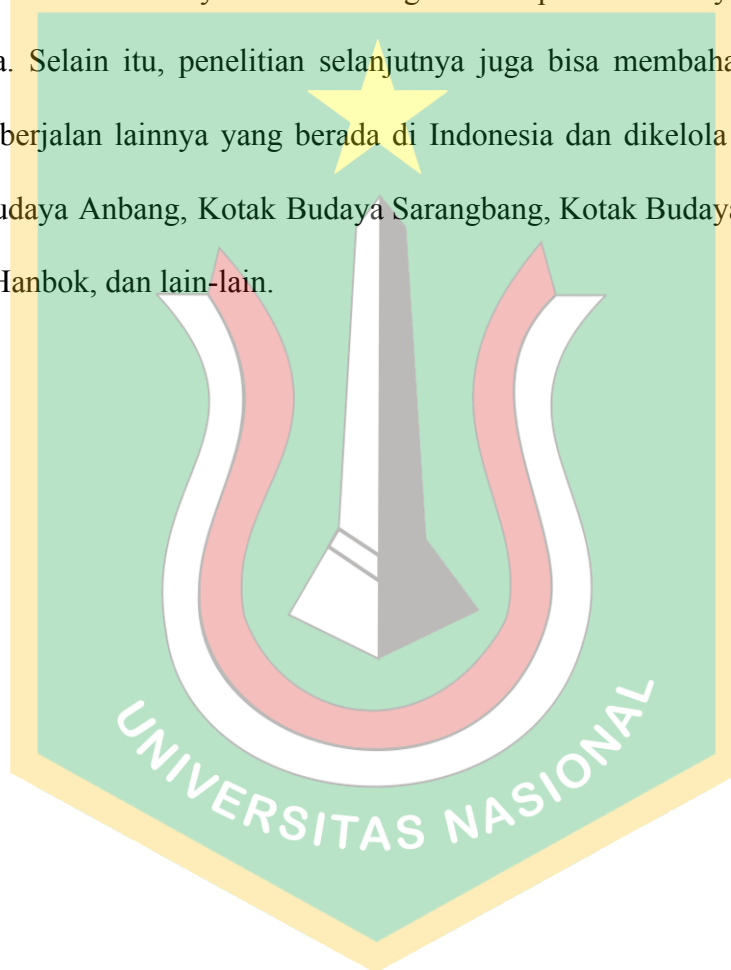 a. Selain itu, penelitian selanjutnya juga bisa membaha
berjalan lainnya yang berada di Indonesia dan dikelola
udaya Anbang, Kotak Budaya Sarangbang, Kotak Budaya
Hanbok, dan lain-lain.
UNIVERSITAS NASIONAL